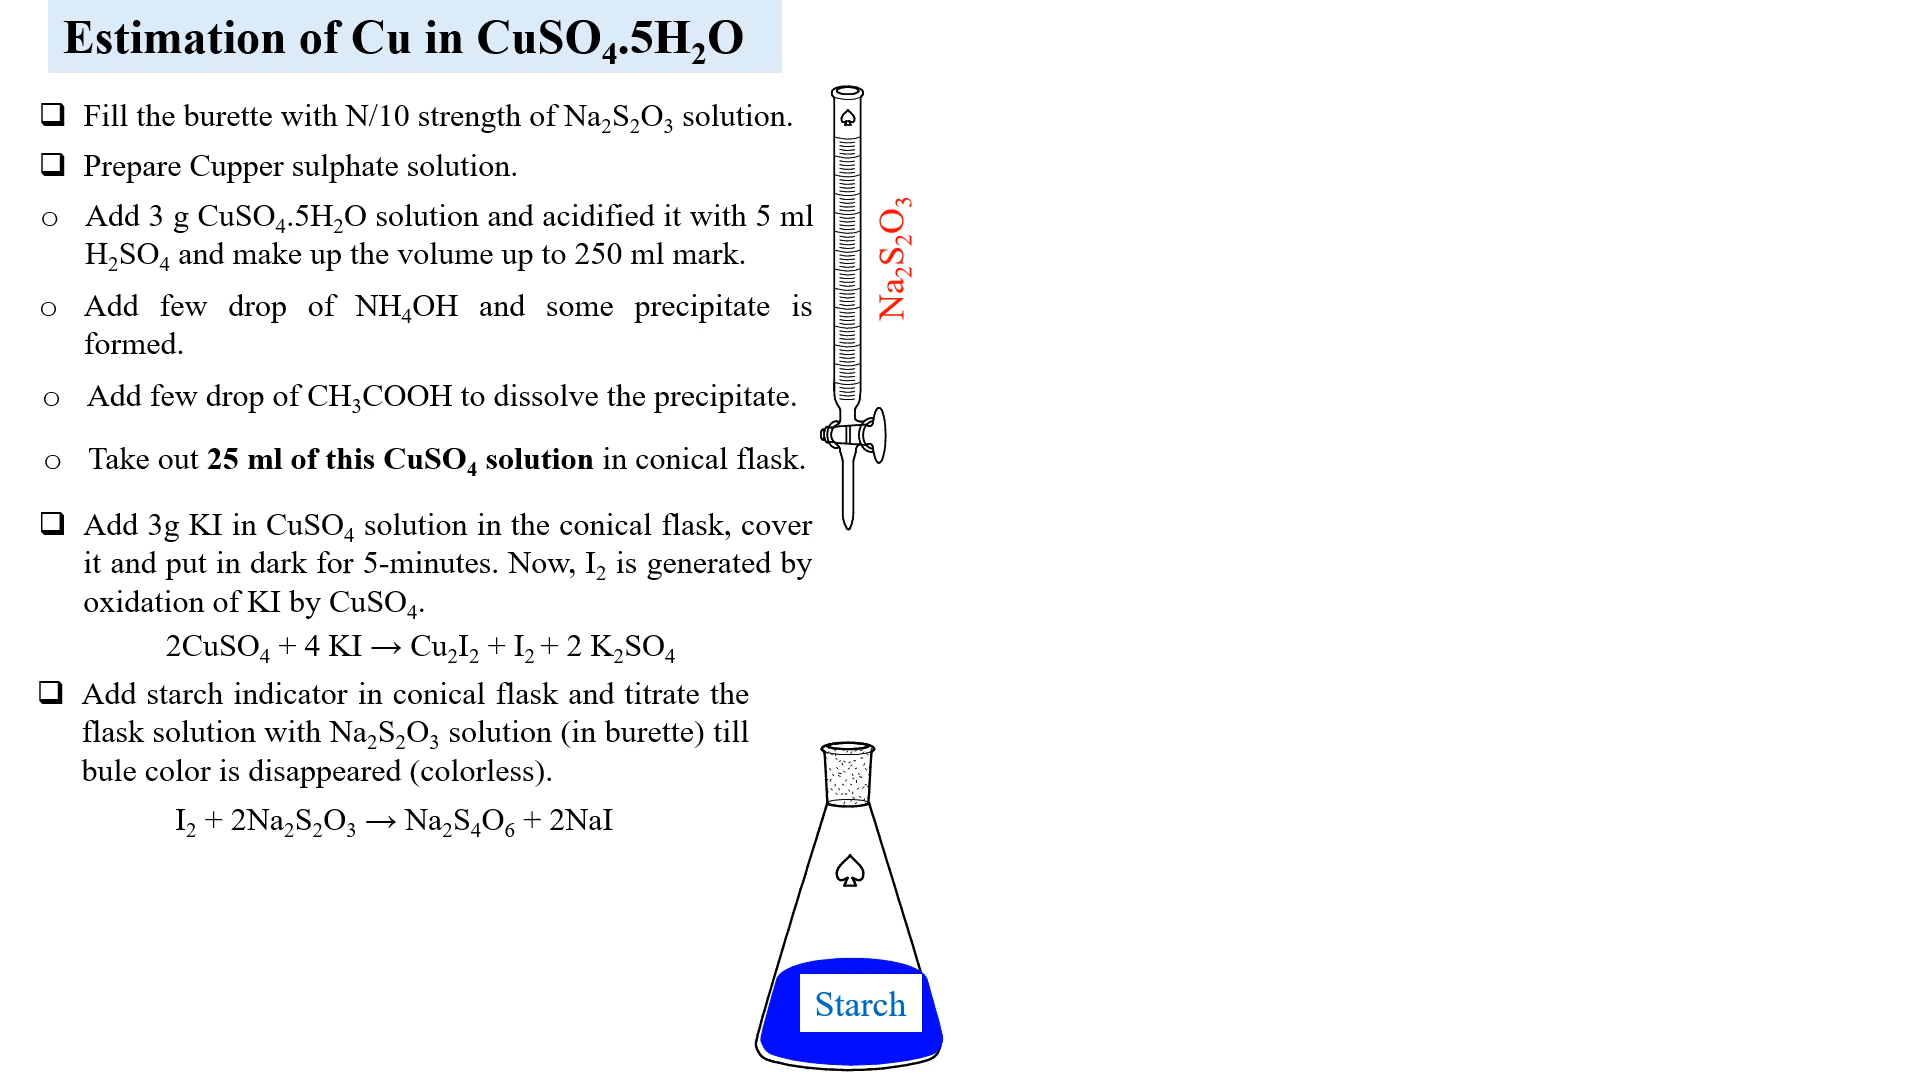 Estimation of Cu in CuSO₄.5H₂O
❑ Fill the burette with N/10 strength of Na₂S₂O₃ solution.
❑ Prepare Cupper sulphate solution.
o Add 3 g CuSO₄.5H₂O solution and acidified it with 5 ml
H₂SO₄ and make up the volume up to 250 ml mark.
o Add few drop of NH₄OH and some precipitate is
formed.
o Add few drop of CH₃COOH to dissolve the precipitate.
o Take out 25 ml of this CuSO₄ solution in conical flask.
❑ Add 3g KI in CuSO₄ solution in the conical flask, cover
it and put in dark for 5-minutes. Now, I₂ is generated by
oxidation of KI by CuSO₄.
2CuSO₄ + 4 KI → Cu₂I₂ + I₂ + 2 K₂SO₄
❑ Add starch indicator in conical flask and titrate the
flask solution with Na₂S₂O₃ solution (in burette) till
bule color is disappeared (colorless).
I₂ + 2Na₂S₂O₃ → Na₂S₄O₆ + 2NaI
Na₂S₂O₃
Starch